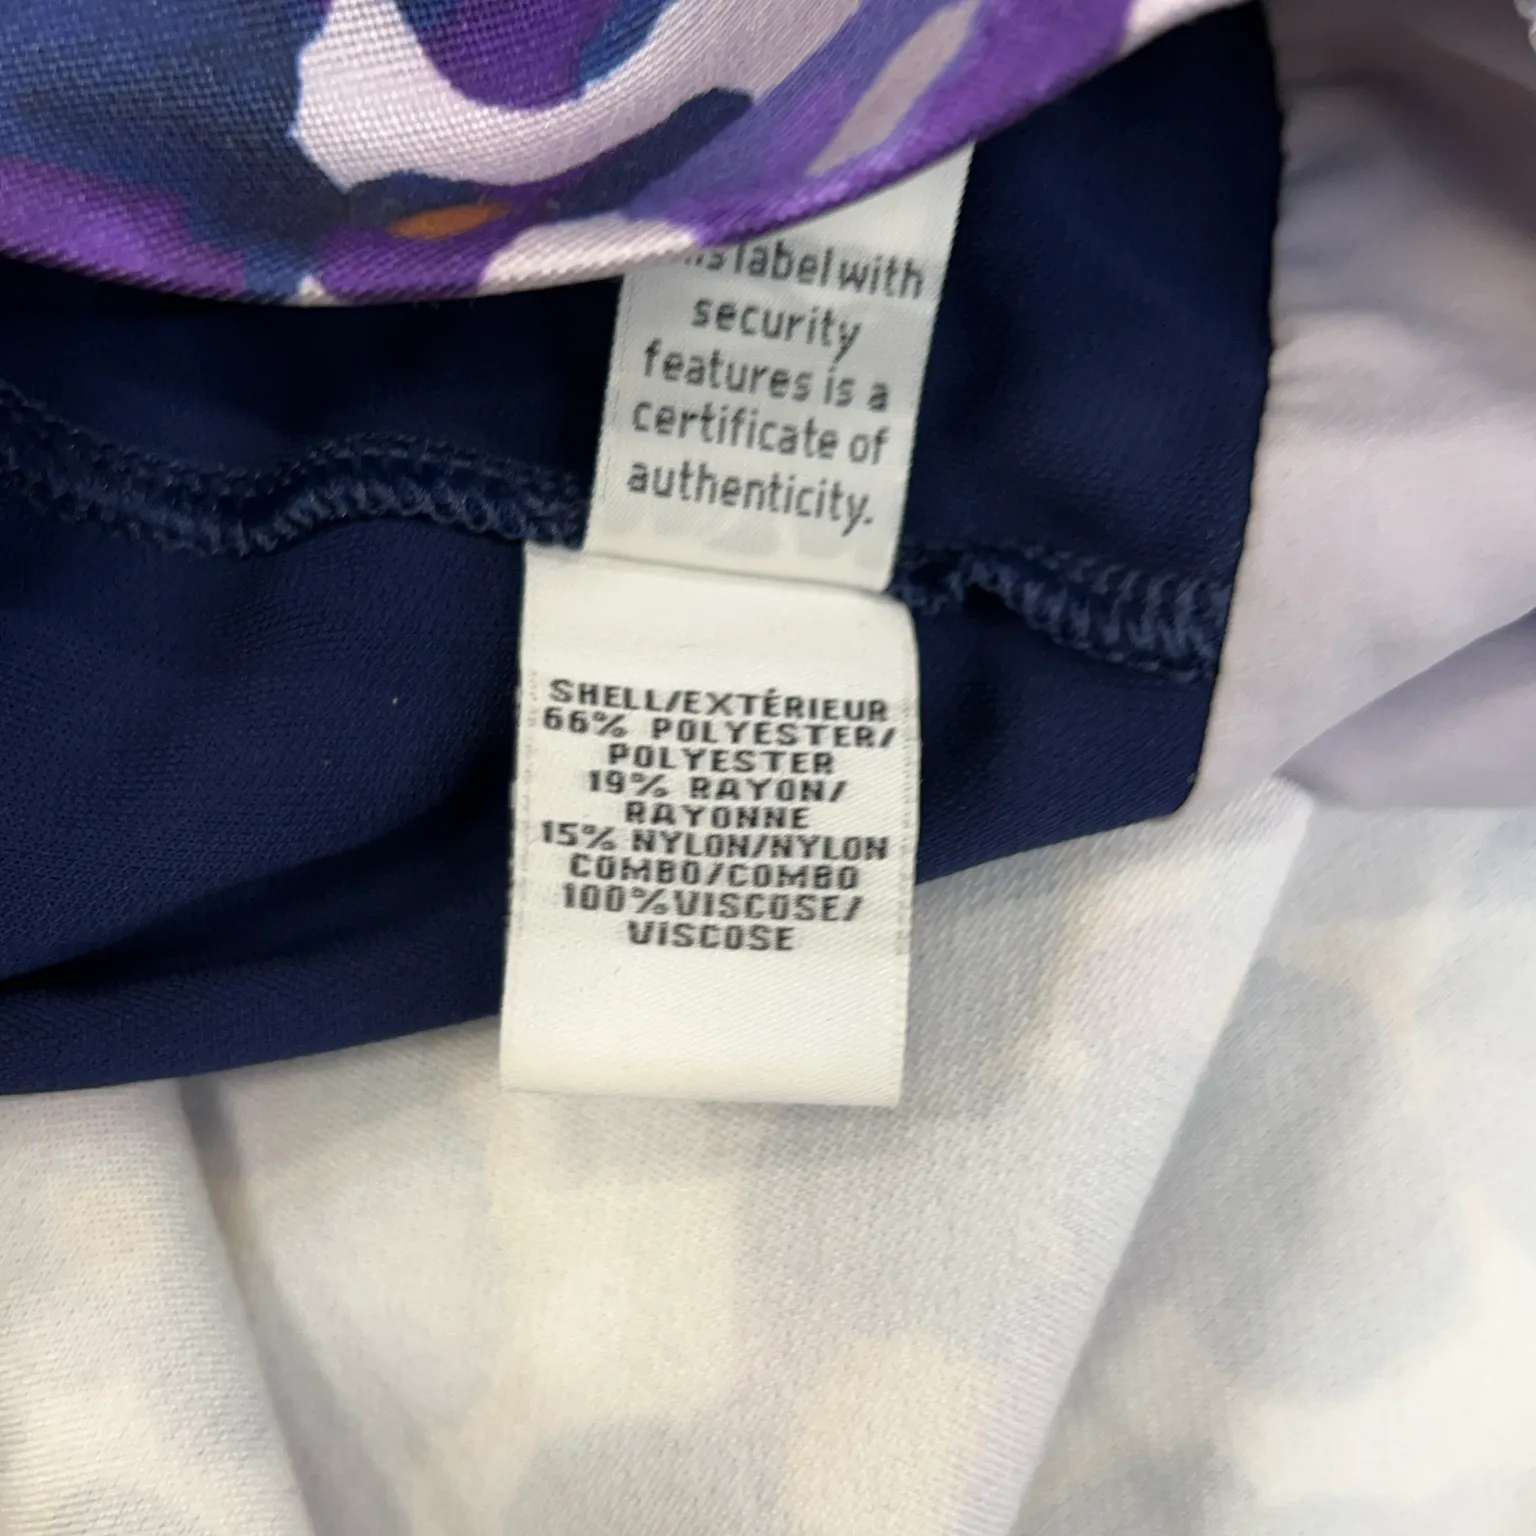 label with
security
features is a
certificate of
authenticity.
SHELL/EXTÉRIEUR
66% POLYESTER/
POLYESTER
19% RAYON/
RAYONNE
15% NYLON/NYLON
COMBO/COMBO
100%VISCOSE/
VISCOSE